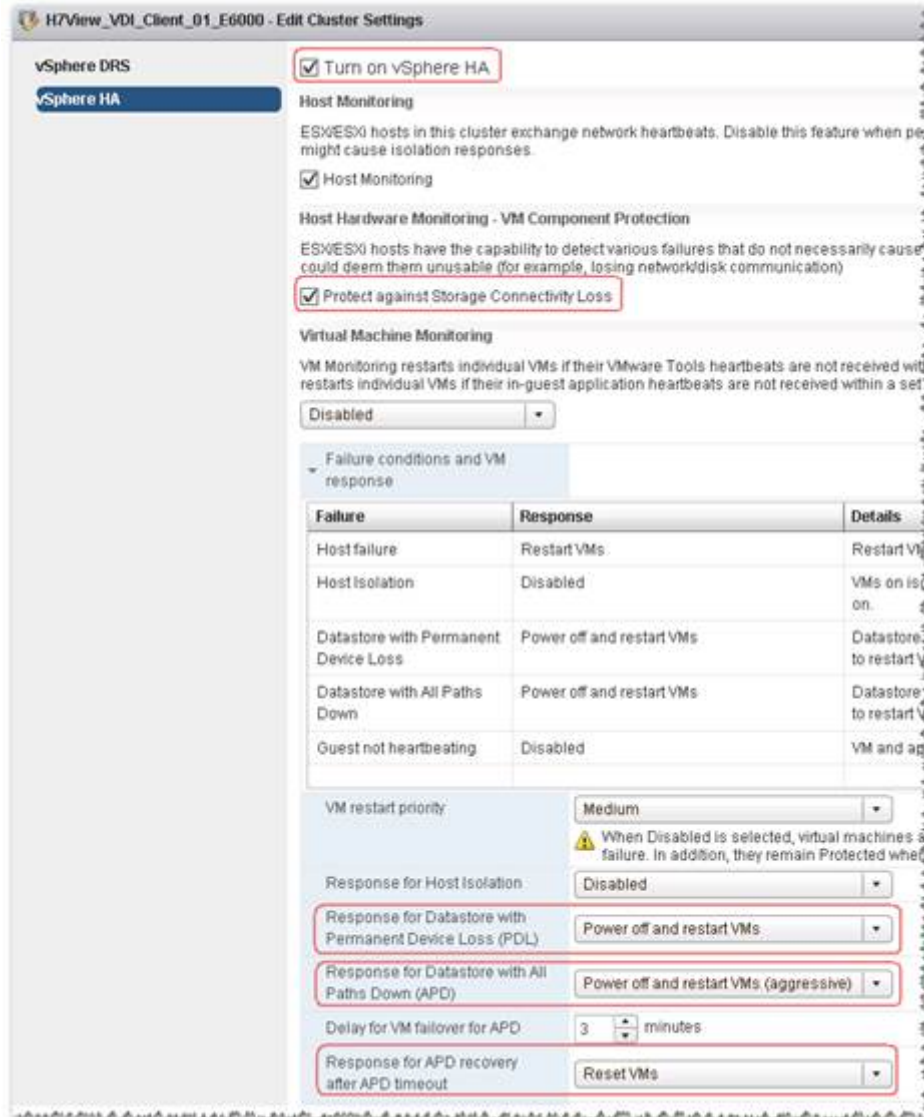 H7View_VDI_Client_01_E6000 - Edit Cluster Settings
vSphere DRS
vSphere HA
Turn on vSphere HA
Host Monitoring
ESX/ESXi hosts in this cluster exchange network heartbeats. Disable this feature when
might cause isolation responses.
Host Monitoring
Host Hardware Monitoring - VM Component Protection
ESX/ESXi hosts have the capability to detect various failures that do not necessarily cause
could deem them unusable (for example, losing network/disk communication)
Protect against Storage Connectivity Loss
Virtual Machine Monitoring
VM Monitoring restarts individual VMs if their VMware Tools heartbeats are not received
restarts individual VMs if their in-guest application heartbeats are not received within a set
Disabled
Failure conditions and VM
response
Failure Response Details
Host failure Restart VMs Restart
Host Isolation Disabled VMs on
on.
Datastore with Permanent Power off and restart VMs Datastore
Device Loss to restart
Datastore with All Paths Power off and restart VMs Datastore
Down to restart
Guest not heartbeating Disabled VM and
VM restart priority Medium
When Disabled is selected, virtual machines
failure. In addition, they remain Protected
Response for Host Isolation Disabled
Response for Datastore with
Permanent Device Loss (PDL) Power off and restart VMs
Response for Datastore with All
Paths Down (APD) Power off and restart VMs (aggressive)
Delay for VM failover for APD 3 minutes
Response for APD recovery
after APD timeout Reset VMs